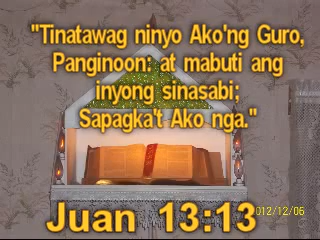 "Tinatawag ninyo Ako'ng Guro,
Panginoon: at mabuti ang
inyong sinasabi;
Sapagka't Ako nga."
Juan 13:13
012/12/06